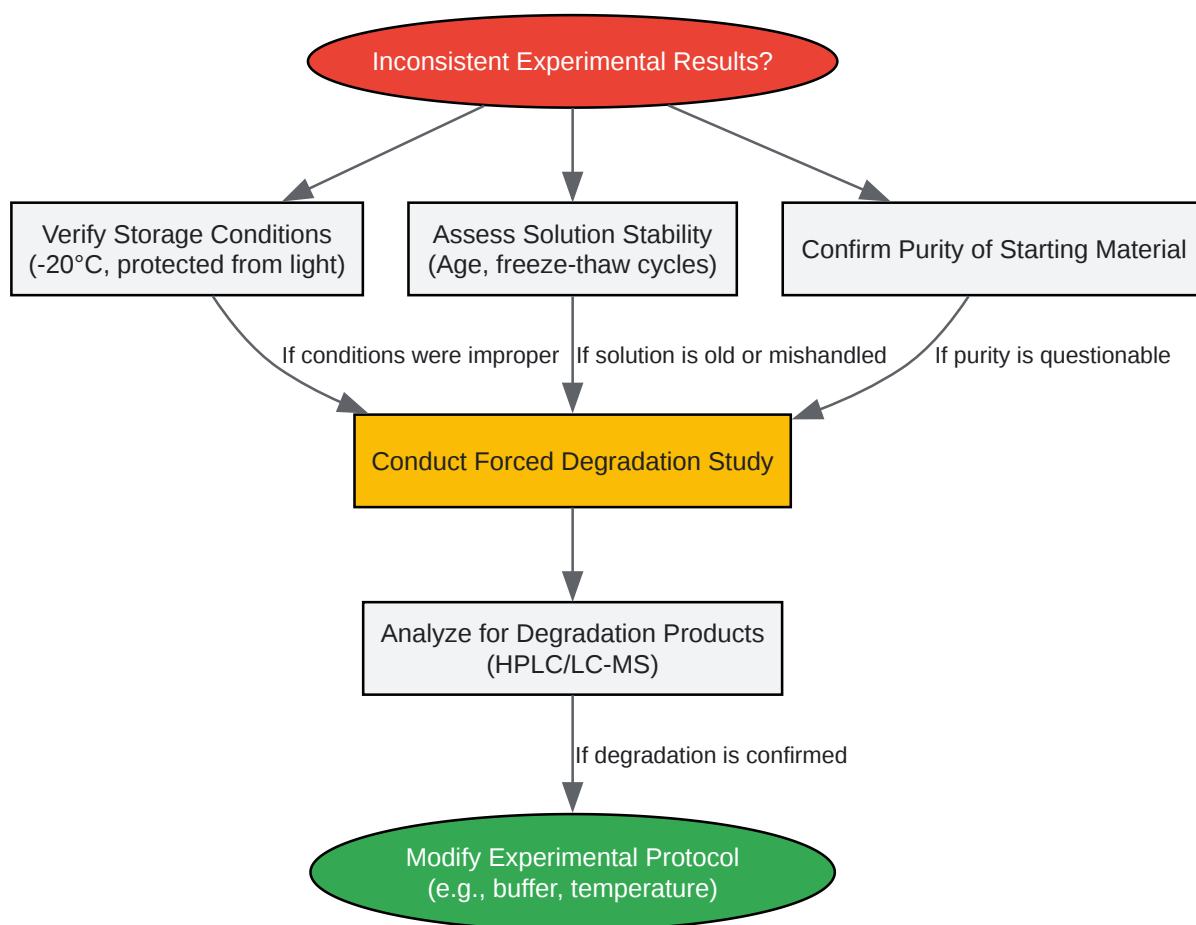 Inconsistent Experimental Results?
Verify Storage Conditions
(-20°C, protected from light)
Assess Solution Stability
(Age, freeze-thaw cycles)
Confirm Purity of Starting Material
If conditions were improper
If solution is old or mishandled
If purity is questionable
Conduct Forced Degradation Study
Analyze for Degradation Products
(HPLC/LC-MS)
If degradation is confirmed
Modify Experimental Protocol
(e.g., buffer, temperature)